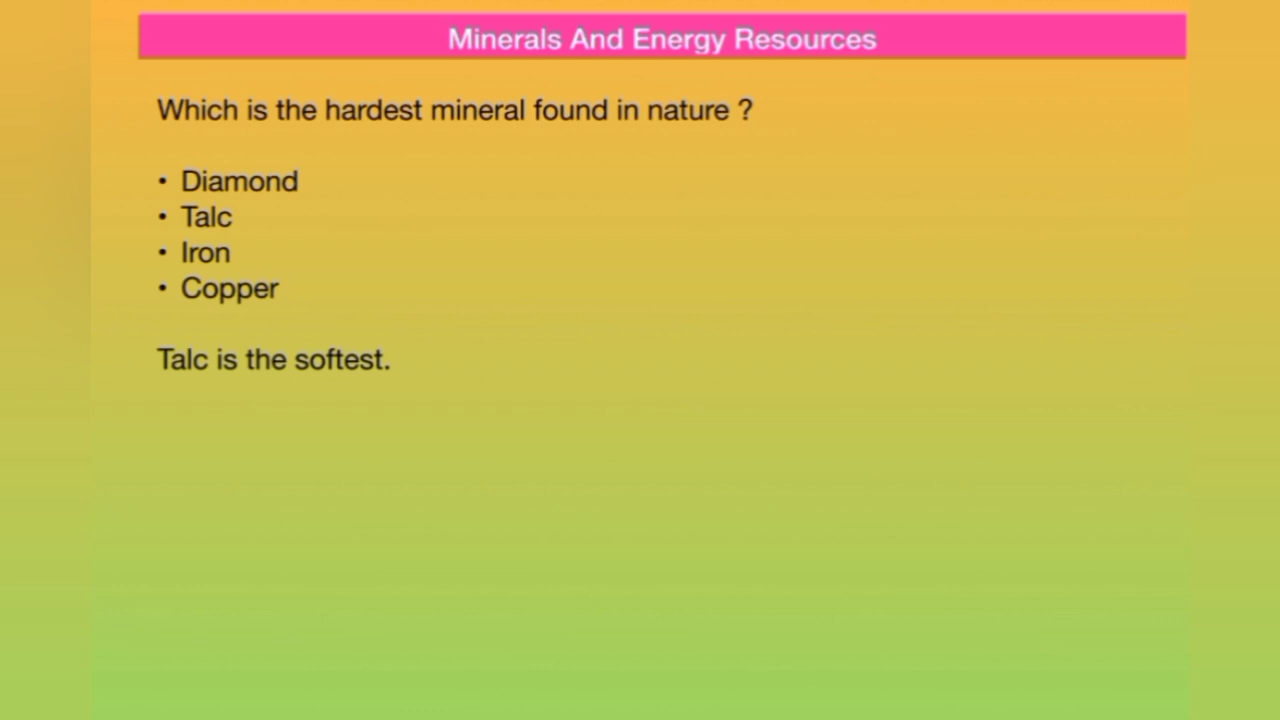 Minerals And Energy Resources
Which is the hardest mineral found in nature ?
• Diamond
• Talc
• Iron
• Copper
Talc is the softest.